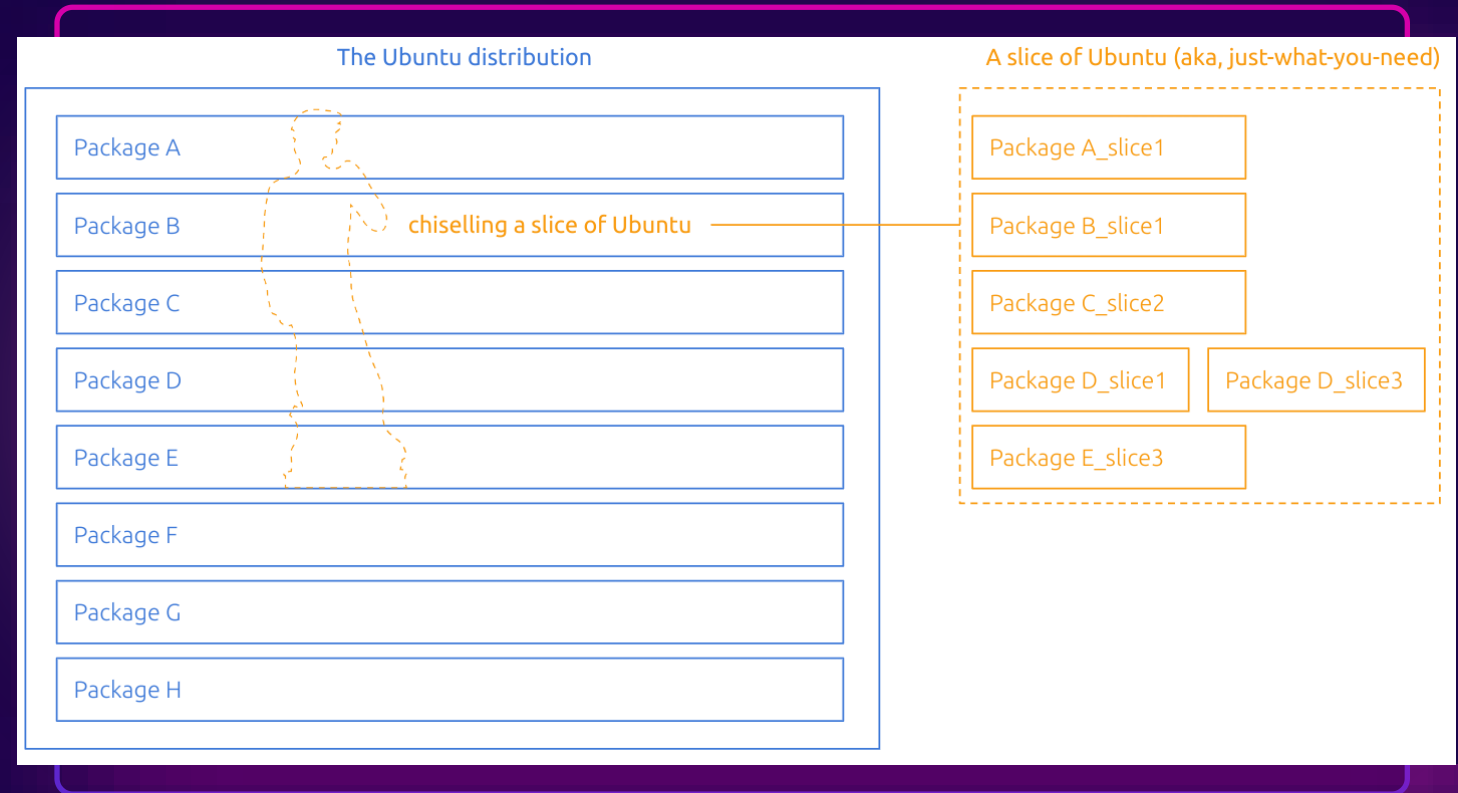 The Ubuntu distribution
Package A
Package B
chiselling a slice of Ubuntu
Package C
Package D
Package E
Package F
Package G
Package H
A slice of Ubuntu (aka, just-what-you-need)
Package A_slice1
Package B_slice1
Package C_slice2
Package D_slice1
Package D_slice3
Package E_slice3